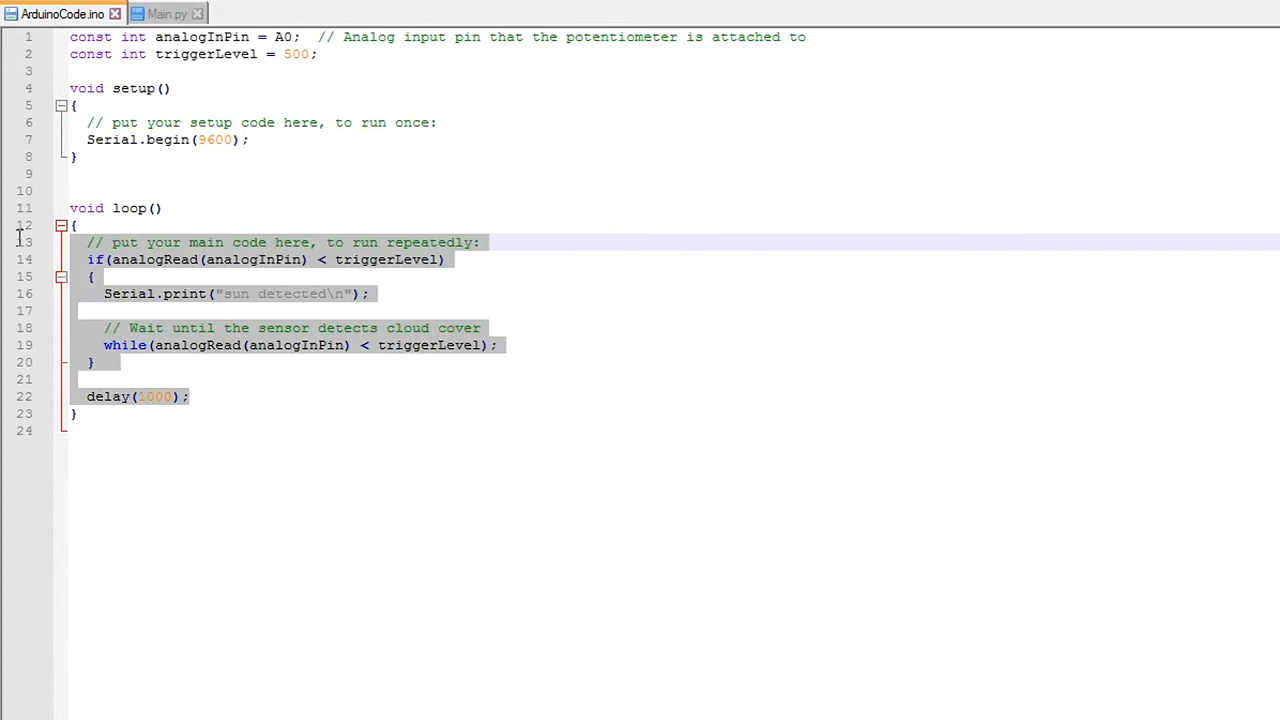 ArduinoCode.ino Main.py
1 const int analogInPin = A0;  // Analog input pin that the potentiometer is attached to
2 const int triggerLevel = 500;
3
4 void setup()
5 {
6   // put your setup code here, to run once:
7   Serial.begin(9600);
8 }
9
10
11 void loop()
12 {
13   // put your main code here, to run repeatedly:
14   if(analogRead(analogInPin) < triggerLevel)
15   {
16     Serial.print("sun detected\n");
17
18     // Wait until the sensor detects cloud cover
19     while(analogRead(analogInPin) < triggerLevel);
20   }
21
22   delay(1000);
23 }
24